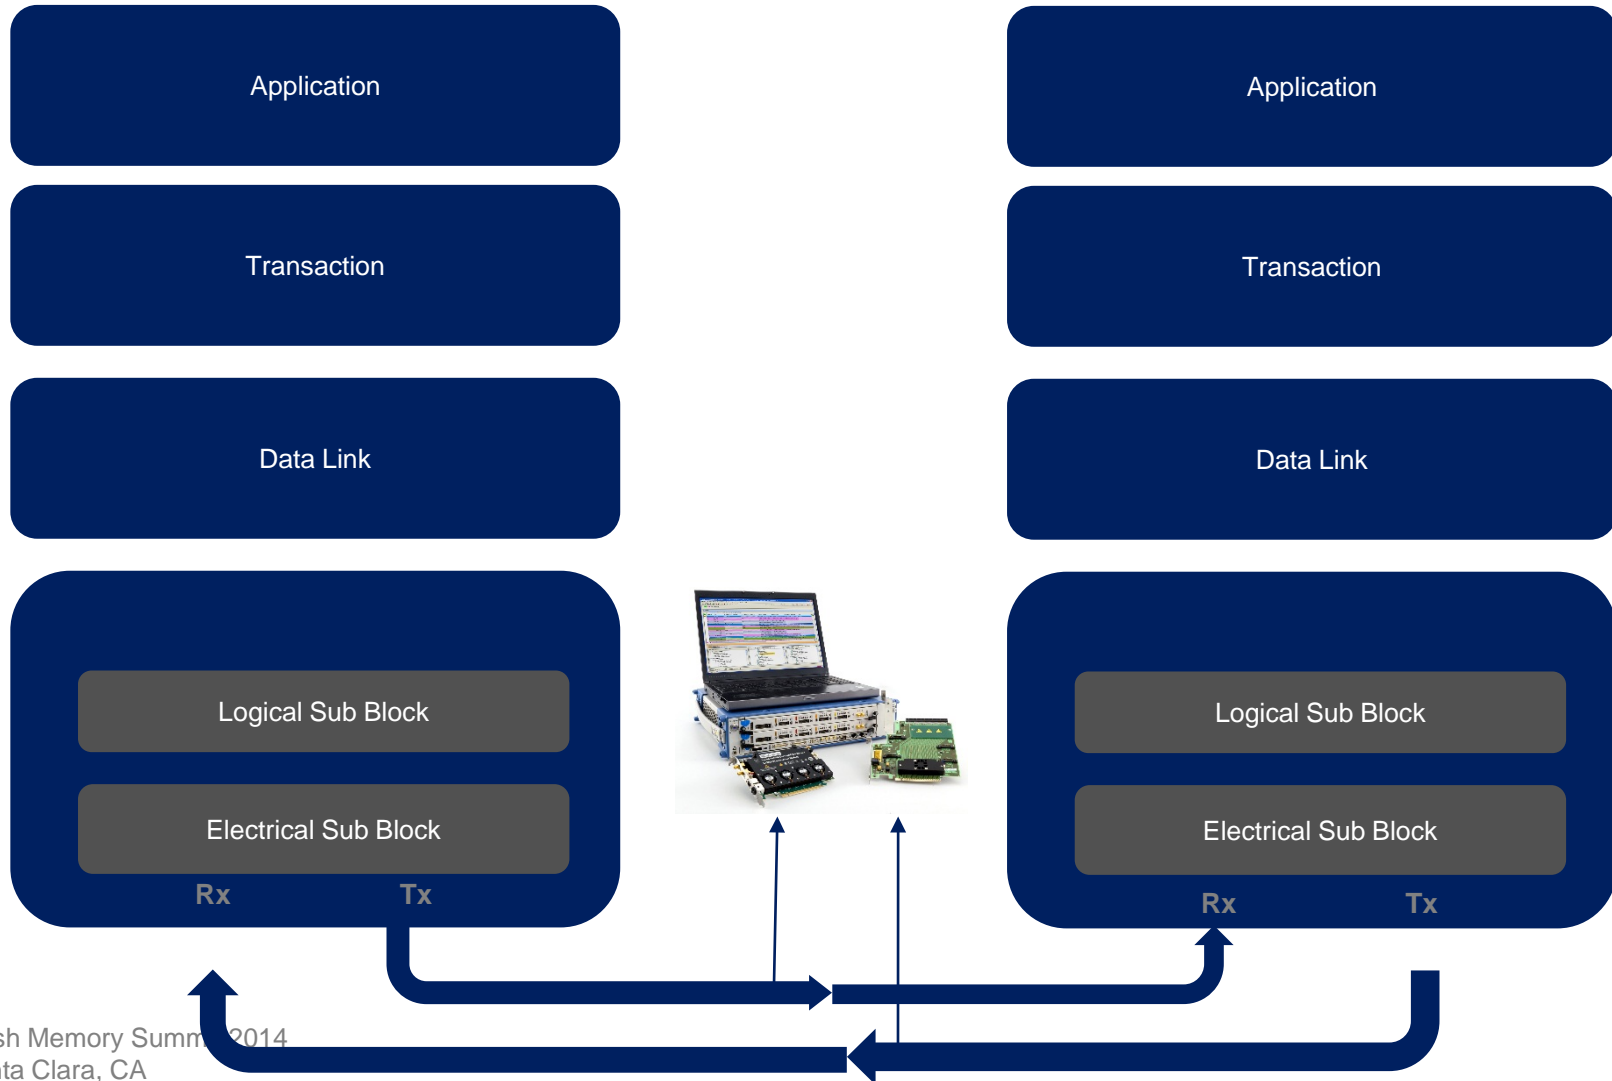 Application
Application
Transaction
Transaction
Data Link
Data Link
Logical Sub Block
Logical Sub Block
Electrical Sub Block
Electrical Sub Block
Rx Tx
Rx Tx
Memory 2014
Clara, CA